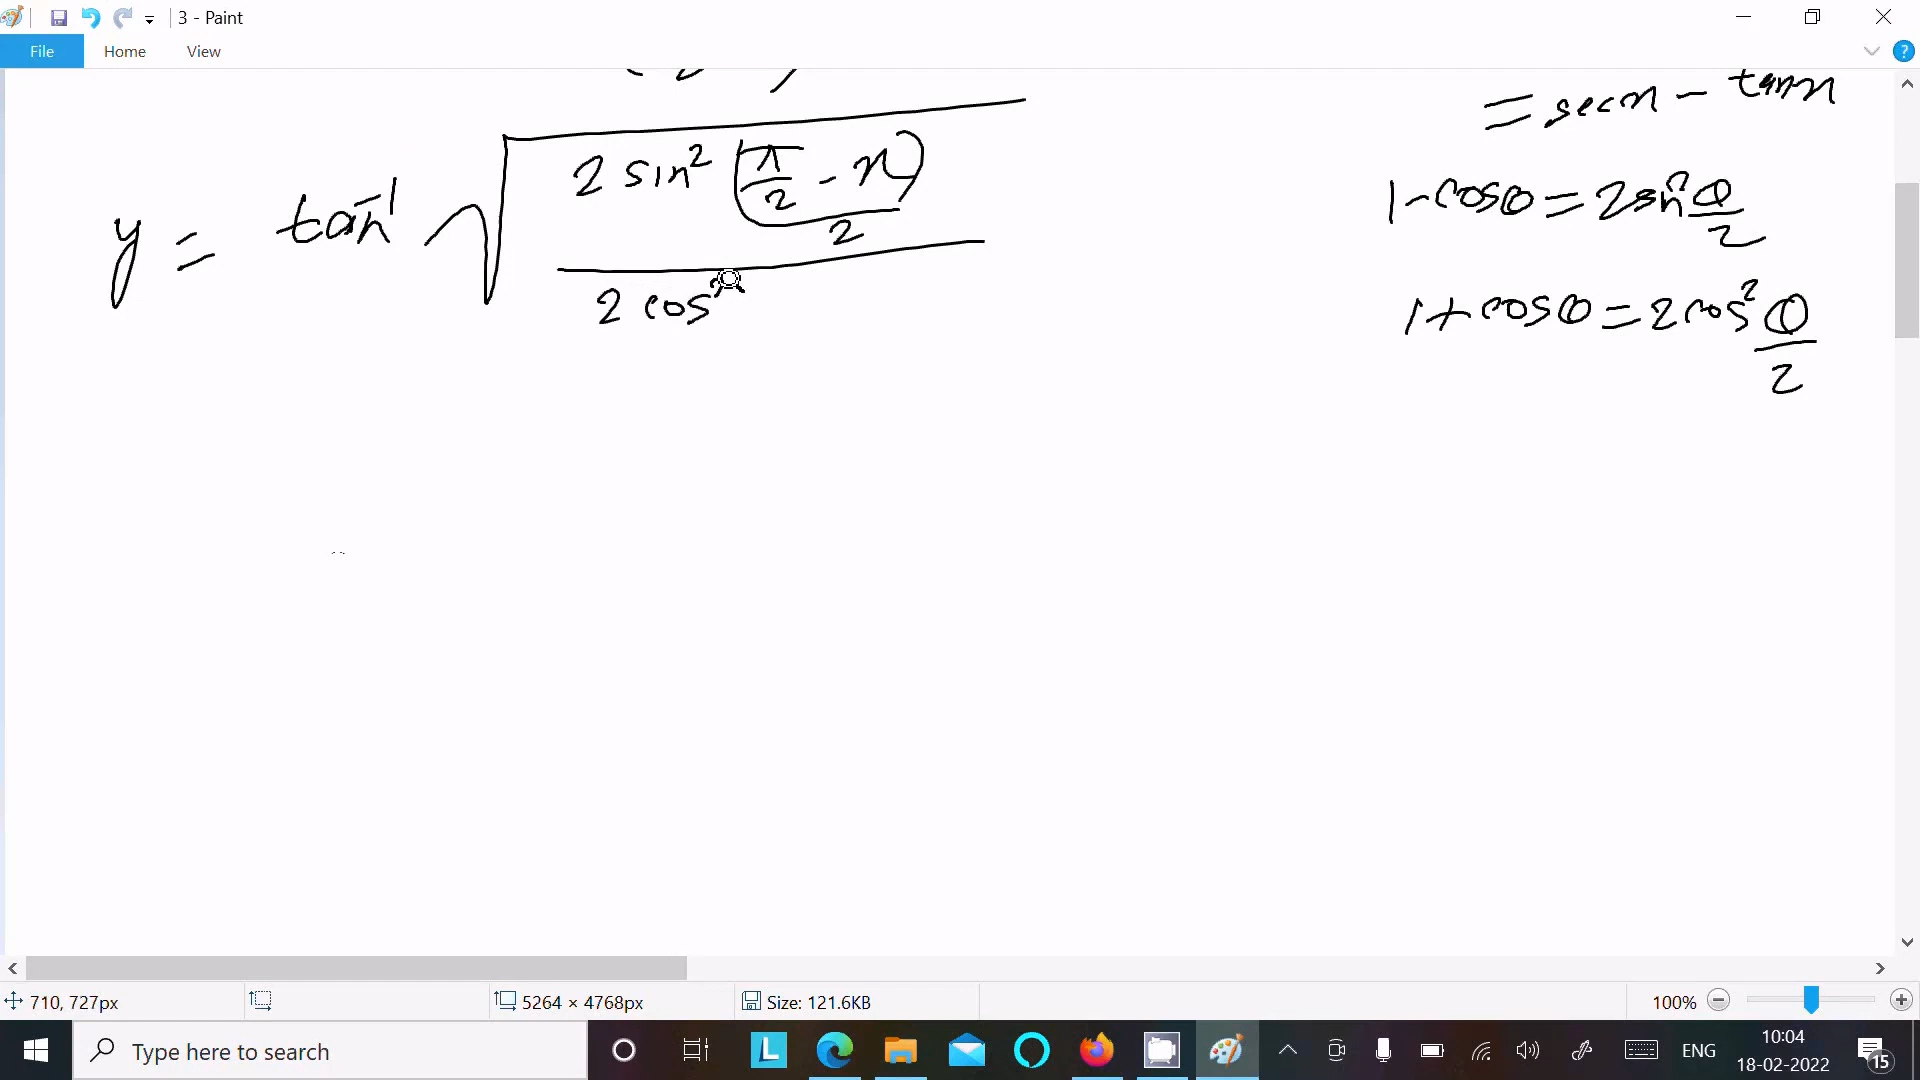 3 - Paint
File Home View
= secx - tanx
y = tan⁻¹ √ 2 sin² (π/2 - x)/2
2 cos²
1 - cosθ = 2sin² θ/2
1 + cosθ = 2cos² θ/2
710, 727px 5264 × 4768px Size: 121.6KB 100%
Type here to search
L
ENG
10:04
18-02-2022
15